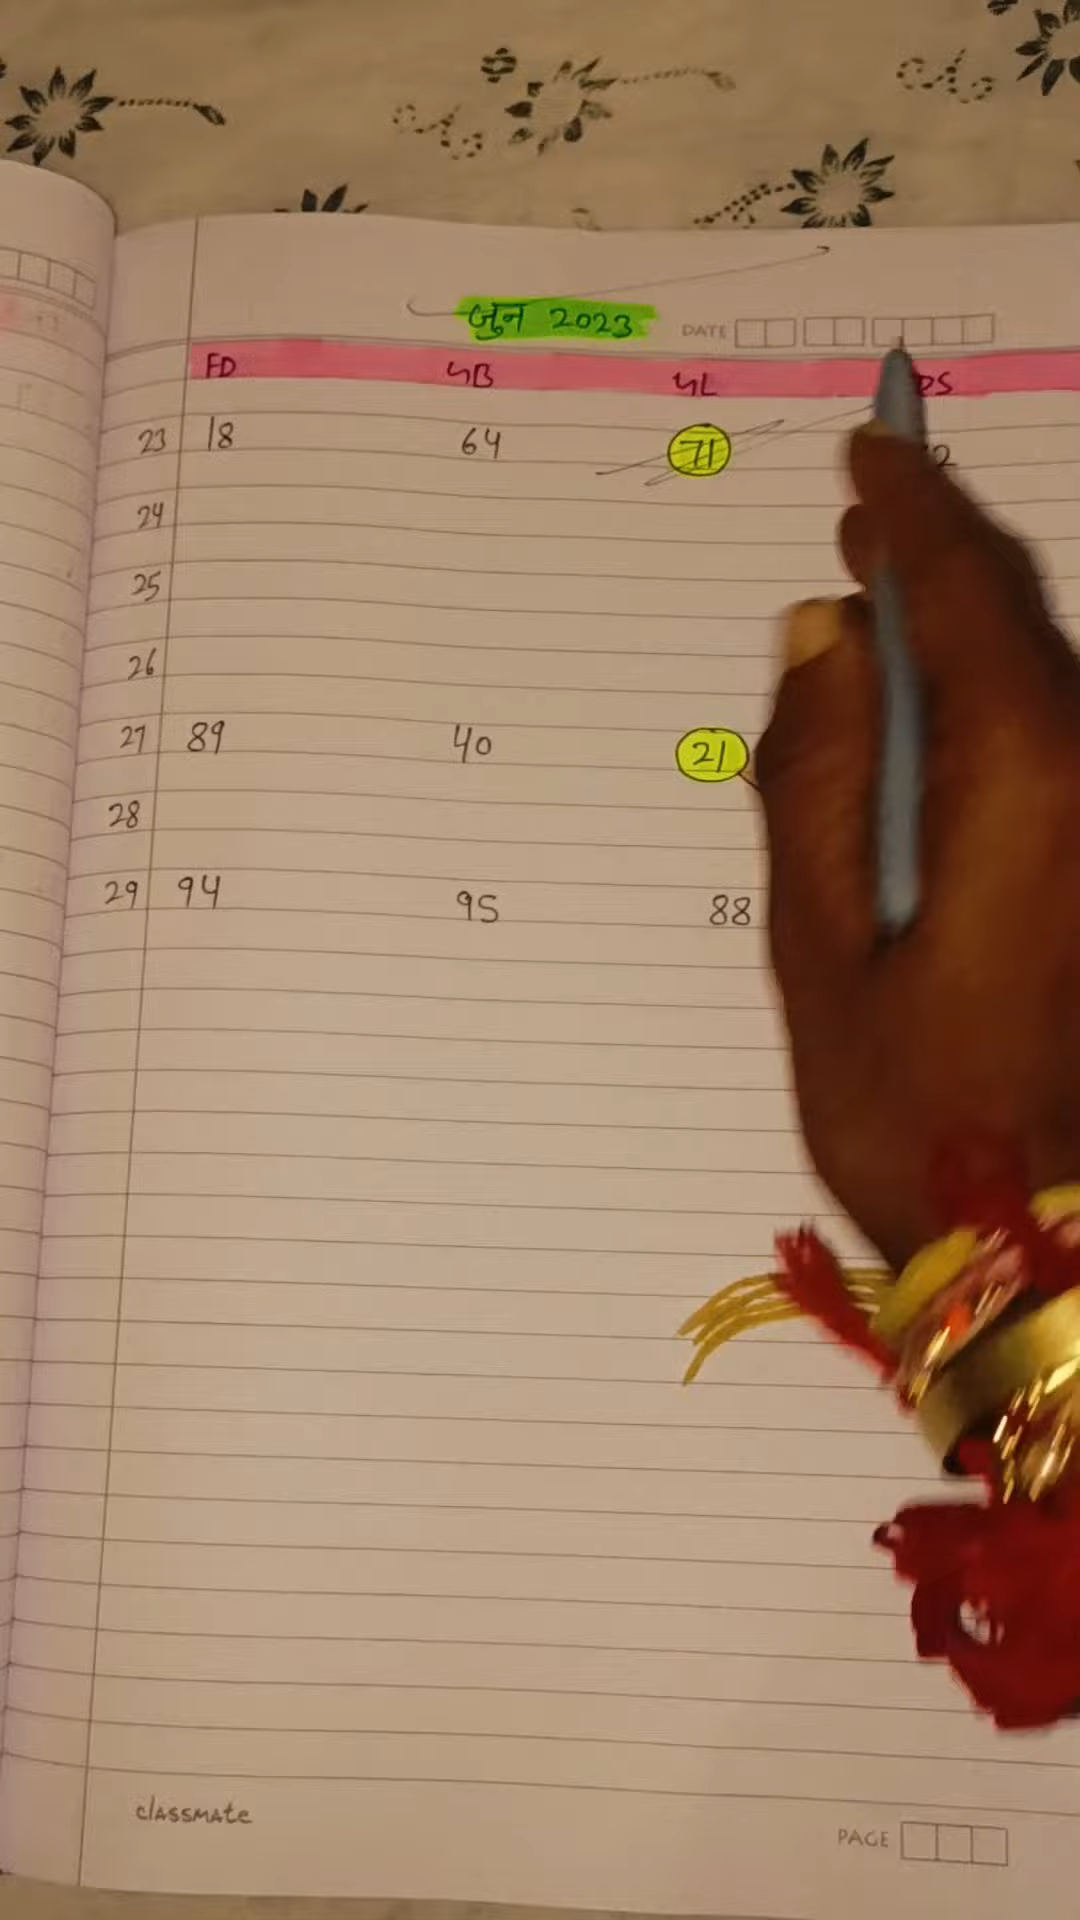 जुन 2023
DATE
FD GB GL DS
23 18 64 71
24
25
26
27 89 40 21
28
29 94 95 88
classmate
PAGE